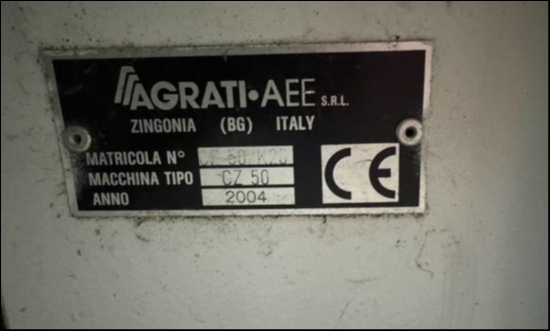 AGRATI•AEE S.R.L.
ZINGONIA (BG) ITALY
MATRICOLA N°
MACCHINA TIPO CZ 50
ANNO 2004
CE